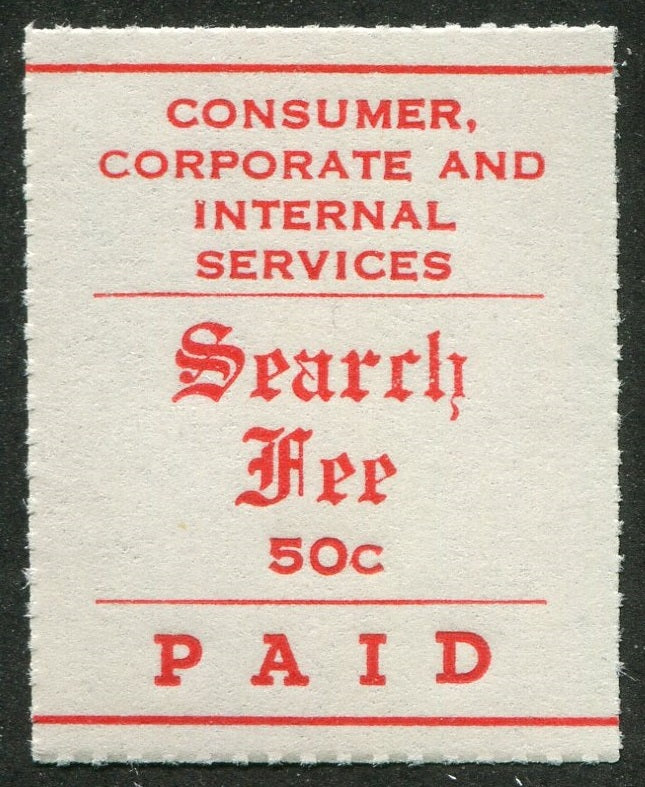 CONSUMER,
CORPORATE AND
INTERNAL
SERVICES
Search
Fee
50c
PAID